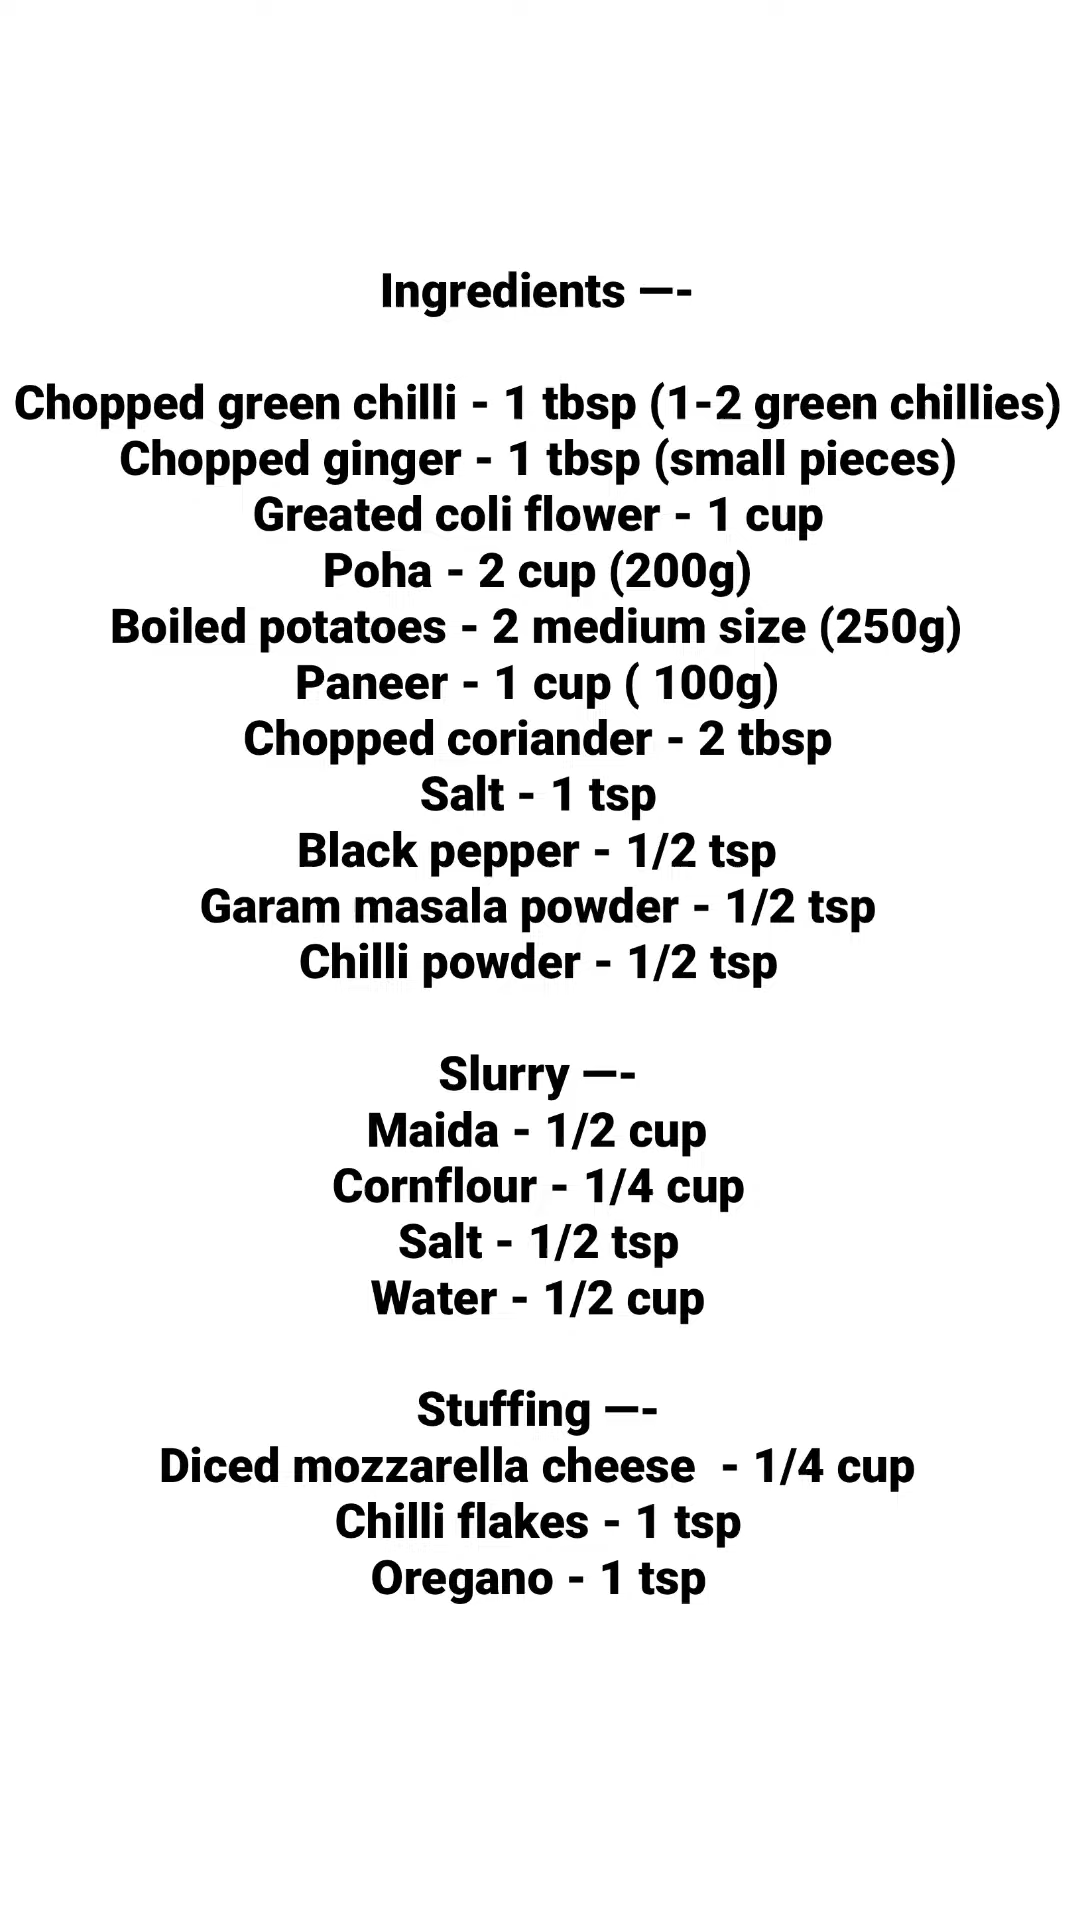 Ingredients —-
Chopped green chilli - 1 tbsp (1-2 green chillies)
Chopped ginger - 1 tbsp (small pieces)
Greated coli flower - 1 cup
Poha - 2 cup (200g)
Boiled potatoes - 2 medium size (250g)
Paneer - 1 cup ( 100g)
Chopped coriander - 2 tbsp
Salt - 1 tsp
Black pepper - 1/2 tsp
Garam masala powder - 1/2 tsp
Chilli powder - 1/2 tsp
Slurry —-
Maida - 1/2 cup
Cornflour - 1/4 cup
Salt - 1/2 tsp
Water - 1/2 cup
Stuffing —-
Diced mozzarella cheese  - 1/4 cup
Chilli flakes - 1 tsp
Oregano - 1 tsp